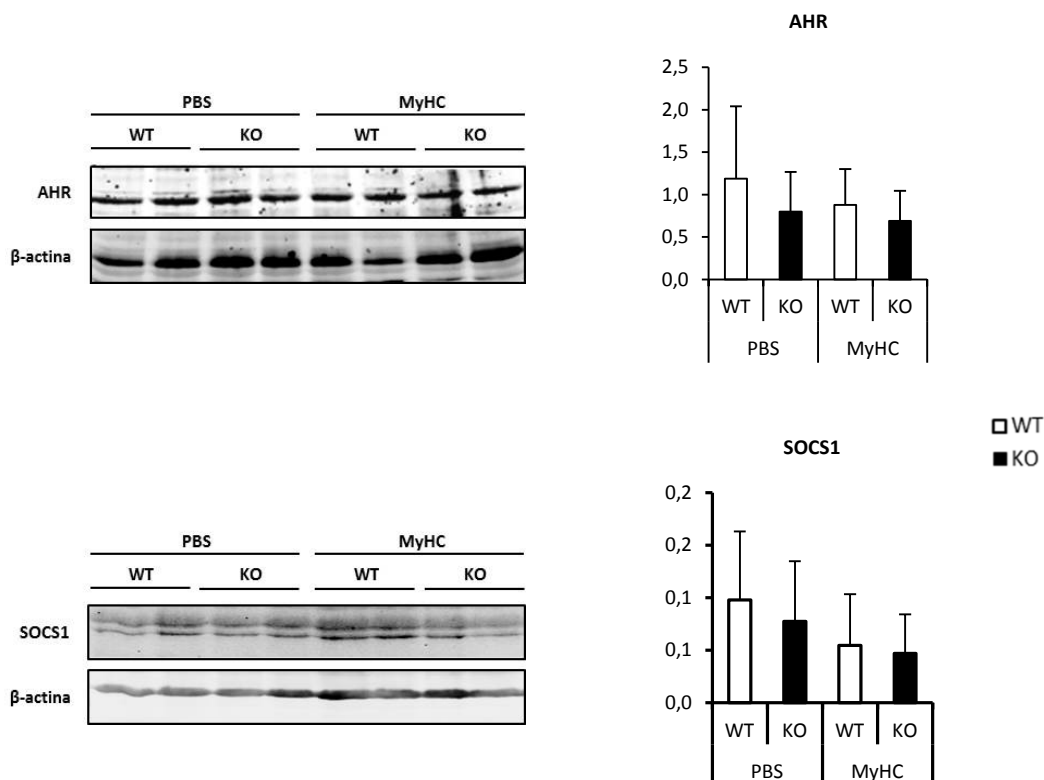 AHR
2,5
2,0
1,5
1,0
0,5
0,0
WT KO WT KO
PBS MyHC
PBS MyHC
WT KO WT KO
AHR
β-actina
WT
KO
SOCS1
0,2
0,2
0,1
0,1
0,0
WT KO WT KO
PBS MyHC
PBS MyHC
WT KO WT KO
SOCS1
β-actina